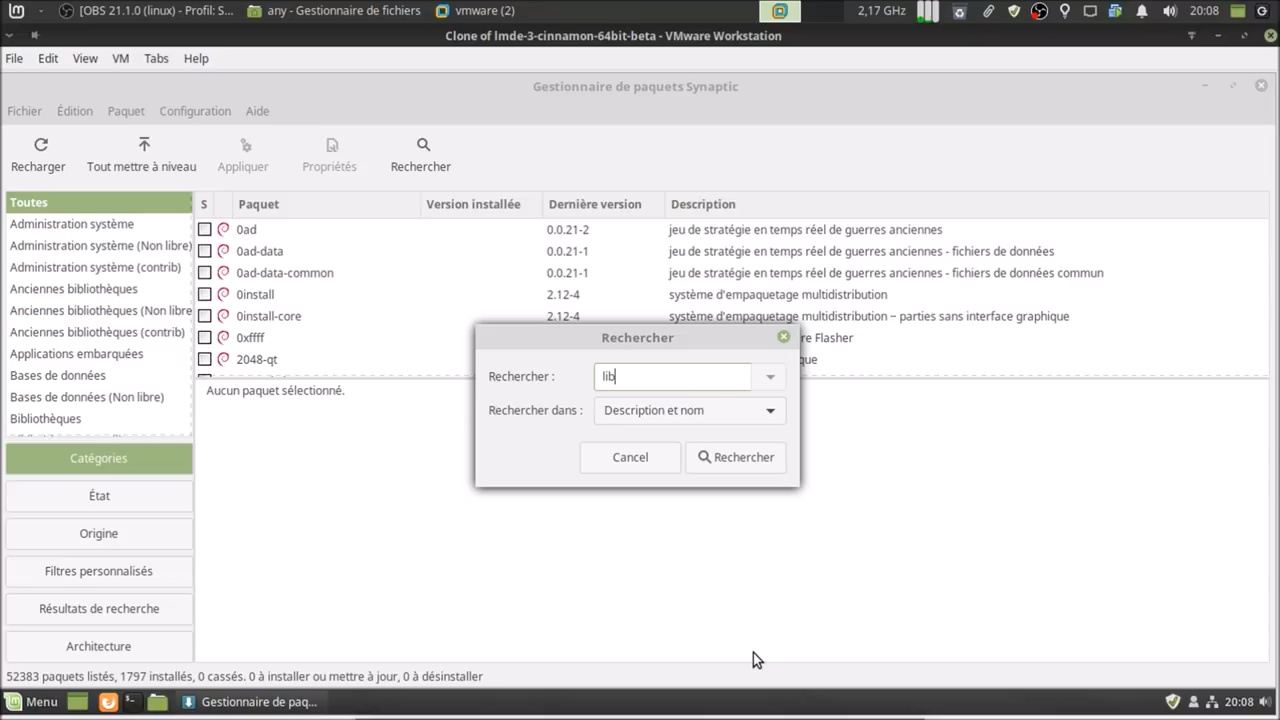 [OBS 21.1.0 (linux) - Profil: S...
any - Gestionnaire de fichiers
vmware (2)
2,17 GHz
20:08
Clone of lmde-3-cinnamon-64bit-beta - VMware Workstation
File Edit View VM Tabs Help
Gestionnaire de paquets Synaptic
Fichier Édition Paquet Configuration Aide
Recharger Tout mettre à niveau Appliquer Propriétés Rechercher
Toutes
Administration système
Administration système (Non libre)
Administration système (contrib)
Anciennes bibliothèques
Anciennes bibliothèques (Non libre
Anciennes bibliothèques (contrib)
Applications embarquées
Bases de données
Bases de données (Non libre)
Bibliothèques
Catégories
État
Origine
Filtres personnalisés
Résultats de recherche
Architecture
S Paquet Version installée Dernière version Description
0ad 0.0.21-2 jeu de stratégie en temps réel de guerres anciennes
0ad-data 0.0.21-1 jeu de stratégie en temps réel de guerres anciennes - fichiers de données
0ad-data-common 0.0.21-1 jeu de stratégie en temps réel de guerres anciennes - fichiers de données commun
0install 2.12-4 système d'empaquetage multidistribution
0install-core 2.12-4 système d'empaquetage multidistribution – parties sans interface graphique
0xffff re Flasher
2048-qt que
Aucun paquet sélectionné.
Rechercher
Rechercher : lib
Rechercher dans : Description et nom
Cancel Rechercher
52383 paquets listés, 1797 installés, 0 cassés. 0 à installer ou mettre à jour, 0 à désinstaller
Menu
Gestionnaire de paq...
20:08